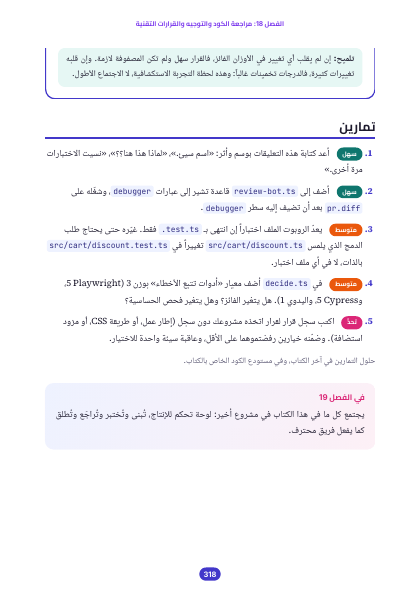 الفصل 18: مراجعة الكود والتوجيه والقرارات التقنية
تلميح: إن لم يقلب أي تغيير في الأوزان الفائز، فالقرار سهل ولم تكن المصفوفة لازمة. وإن قلبه
تغييرات كثيرة، فالدرجات تخمينات غالبًا: وهذه لحظة التجربة الاستكشافية، لا الاجتماع الأطول.
تمارين
1. سهل أعد كتابة هذه التعليقات بوسم وأثر: «اسم سيئ.»، «لماذا هذا هنا؟؟»، «نسيت الاختبارات
مرة أخرى.»
2. سهل أضف إلى review-bot.ts قاعدة تشير إلى عبارات debugger، وشغّله على
pr.diff بعد أن تضيف إليه سطر debugger.
3. متوسط يعدّ الروبوت الملف اختباراً إن انتهى بـ .test.ts فقط. غيّره حتى يحتاج طلب
الدمج الذي يلمس src/cart/discount.ts تغييراً في src/cart/discount.test.ts
بالذات، لا في أي ملف اختبار.
4. متوسط في decide.ts أضف معيار «أدوات تتبع الأخطاء» بوزن 3 (Playwright 5،
وCypress 5، واليدوي 1). هل يتغير الفائز؟ وهل يتغير فحص الحساسية؟
5. تحدٍّ اكتب سجل قرار لقرار اتخذه مشروعك دون سجل (إطار عمل، أو طريقة CSS، أو مزود
استضافة). وضمّنه خيارين رفضتموهما على الأقل، وعاقبة سيئة واحدة للاختيار.
حلول التمارين في آخر الكتاب، وفي مستودع الكود الخاص بالكتاب.
في الفصل 19
يجتمع كل ما في هذا الكتاب في مشروع أخير: لوحة تحكم للإنتاج، تُبنى وتُختبر وتُراجَع وتُطلق
كما يفعل فريق محترف.
318